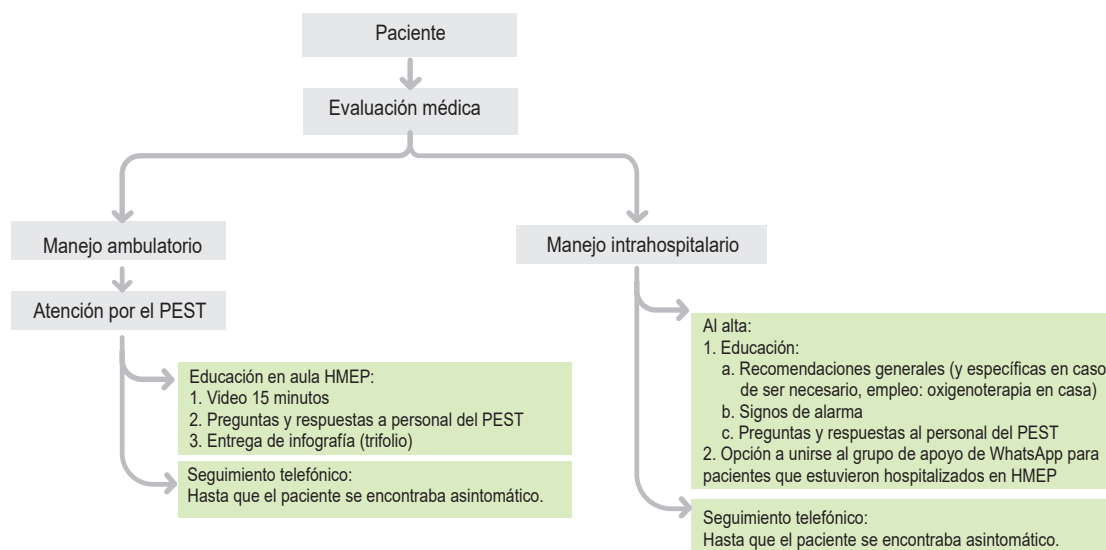 Paciente
Evaluación médica
Manejo ambulatorio
Atención por el PEST
Educación en aula HMEP:
1. Video 15 minutos
2. Preguntas y respuestas a personal del PEST
3. Entrega de infografía (trifolio)
Seguimiento telefónico:
Hasta que el paciente se encontraba asintomático.
Manejo intrahospitalario
Al alta:
1. Educación:
a. Recomendaciones generales (y específicas en caso
de ser necesario, empleo: oxigenoterapia en casa)
b. Signos de alarma
c. Preguntas y respuestas al personal del PEST
2. Opción a unirse al grupo de apoyo de WhatsApp para
pacientes que estuvieron hospitalizados en HMEP
Seguimiento telefónico:
Hasta que el paciente se encontraba asintomático.